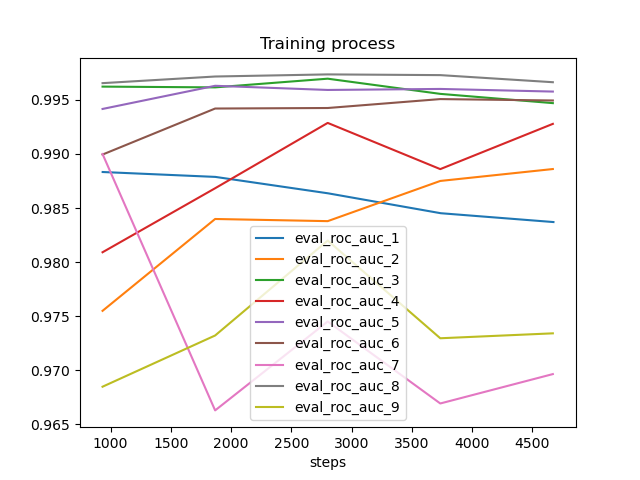 Training process
0.995
0.990
0.985
0.980
0.975
0.970
0.965
eval_roc_auc_1
eval_roc_auc_2
eval_roc_auc_3
eval_roc_auc_4
eval_roc_auc_5
eval_roc_auc_6
eval_roc_auc_7
eval_roc_auc_8
eval_roc_auc_9
1000 1500 2000 2500 3000 3500 4000 4500
steps